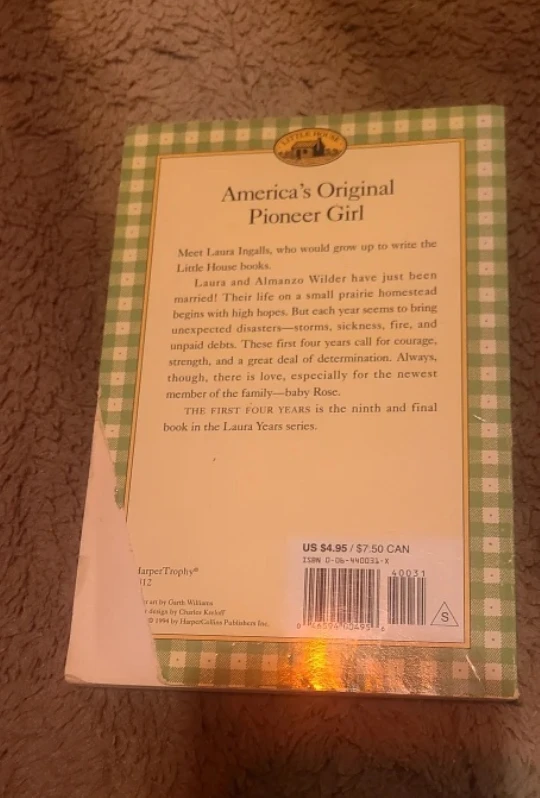 LITTLE HOUSE
America's Original
Pioneer Girl
Meet Laura Ingalls, who would grow up to write the
Little House books.
Laura and Almanzo Wilder have just been
married! Their life on a small prairie homestead
begins with high hopes. But each year seems to bring
unexpected disasters—storms, sickness, fire, and
unpaid debts. These first four years call for courage,
strength, and a great deal of determination. Always,
though, there is love, especially for the newest
member of the family—baby Rose.
THE FIRST FOUR YEARS is the ninth and final
book in the Laura Years series.
US $4.95 / $7.50 CAN
ISBN 0-06-440031-X
40031
S
HarperTrophy®
12
art by Garth Williams
design by Charles Kreloff
© 1994 by HarperCollins Publishers Inc.